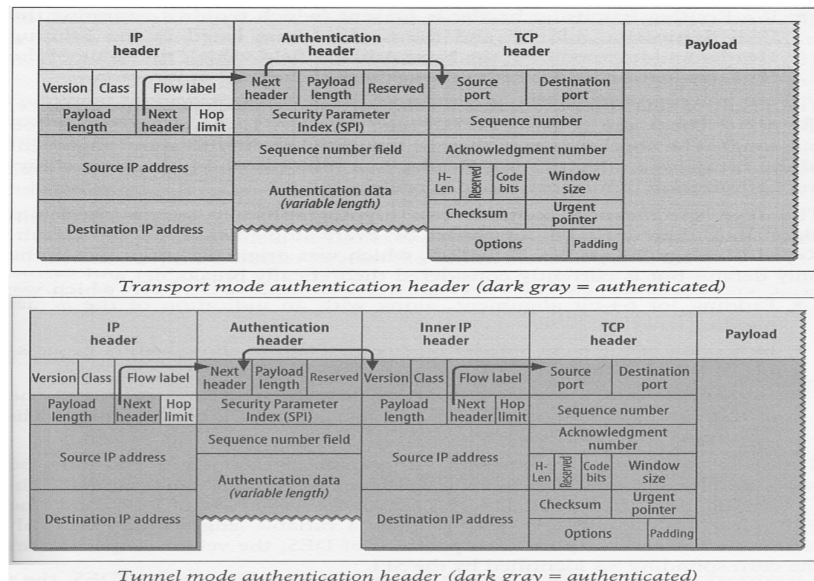 IP header
Authentication header
TCP header
Payload
Version
Class
Flow label
Next header
Payload length
Reserved
Source port
Destination port
Payload length
Next header
Hop limit
Security Parameter Index (SPI)
Sequence number
Source IP address
Sequence number field
Acknowledgment number
Authentication data (variable length)
H-Len
Reserved
Code bits
Window size
Destination IP address
Checksum
Urgent pointer
Options
Padding
Transport mode authentication header (dark gray = authenticated)
IP header
Authentication header
Inner IP header
TCP header
Payload
Version
Class
Flow label
Next header
Payload length
Reserved
Version
Class
Flow label
Source port
Destination port
Payload length
Next header
Hop limit
Security Parameter Index (SPI)
Payload length
Next header
Hop limit
Sequence number
Source IP address
Sequence number field
Source IP address
Acknowledgment number
Authentication data (variable length)
H-Len
Reserved
Code bits
Window size
Destination IP address
Destination IP address
Checksum
Urgent pointer
Options
Padding
Tunnel mode authentication header (dark gray = authenticated)